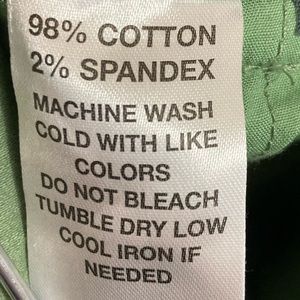 98% COTTON
2% SPANDEX
MACHINE WASH
COLD WITH LIKE
COLORS
DO NOT BLEACH
TUMBLE DRY LOW
COOL IRON IF
NEEDED